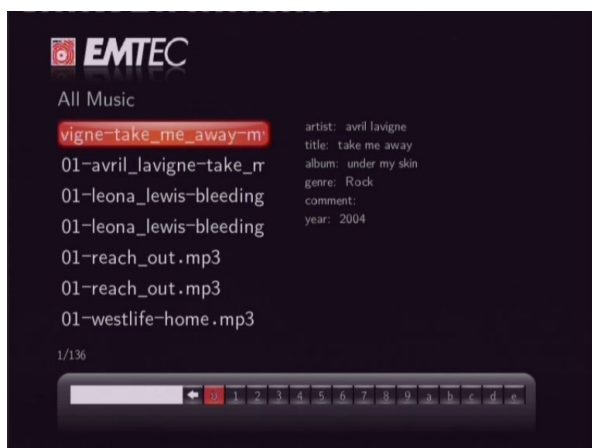 EMTEC
All Music
vigne-take_me_away-m
01-avril_lavigne-take_m
01-leona_lewis-bleeding
01-leona_lewis-bleeding
01-reach_out.mp3
01-reach_out.mp3
01-westlife-home.mp3
artist: avril lavigne
title: take me away
album: under my skin
genre: Rock
comment:
year: 2004
1/136
0 1 2 3 4 5 6 7 8 9 a b c d e